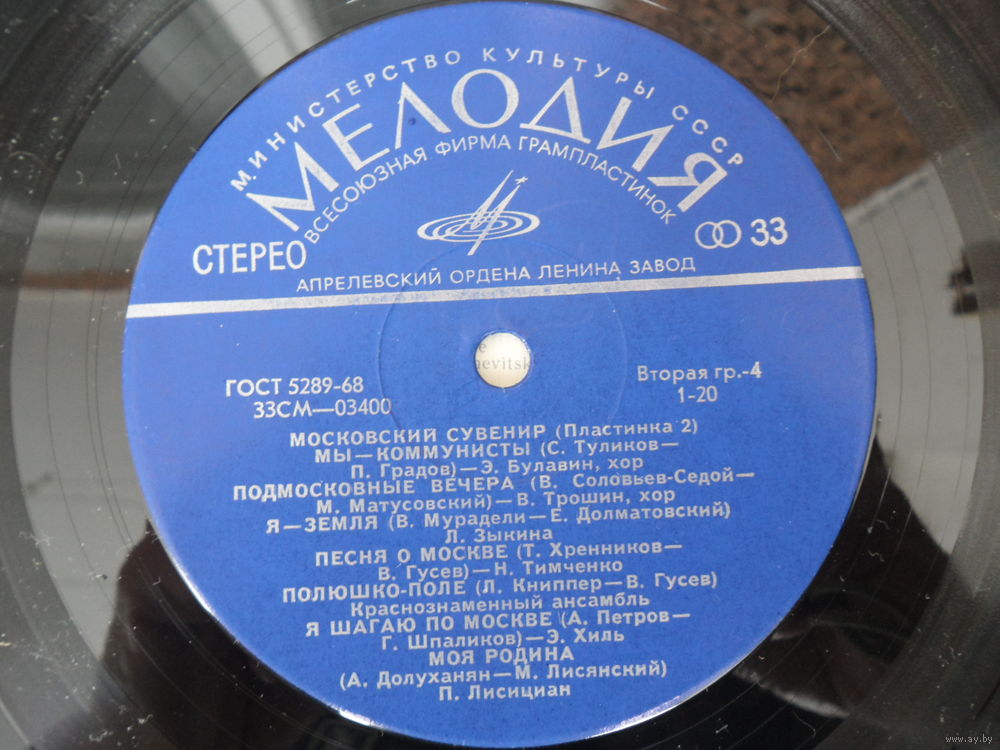 МИНИСТЕРСТВО КУЛЬТУРЫ СССР
МЕЛОДИЯ
ВСЕСОЮЗНАЯ ФИРМА ГРАМПЛАСТИНОК
СТЕРЕО
33
АПРЕЛЕВСКИЙ ОРДЕНА ЛЕНИНА ЗАВОД
ГОСТ 5289-68
Вторая гр.-4
33СМ—03400
1-20
МОСКОВСКИЙ СУВЕНИР (Пластинка 2)
МЫ—КОММУНИСТЫ (С. Туликов—
П. Градов)—Э. Булавин, хор
ПОДМОСКОВНЫЕ ВЕЧЕРА (В. Соловьев-Седой—
М. Матусовский)—В. Трошин, хор
Я—ЗЕМЛЯ (В. Мурадели—Е. Долматовский)
Л. Зыкина
ПЕСНЯ О МОСКВЕ (Т. Хренников—
В. Гусев)—Н. Тимченко
ПОЛЮШКО-ПОЛЕ (Л. Книппер—В. Гусев)
Краснознаменный ансамбль
Я ШАГАЮ ПО МОСКВЕ (А. Петров—
Г. Шпаликов)—Э. Хиль
МОЯ РОДИНА
(А. Долуханян—М. Лисянский)
П. Лисициан
www.ay.by